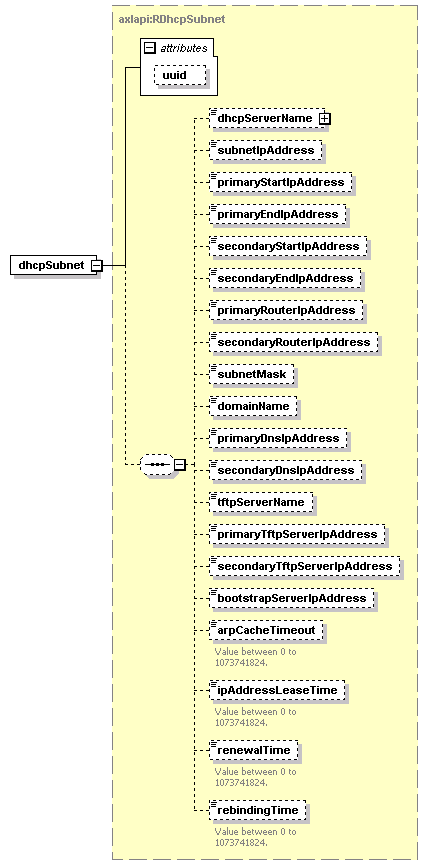 axlapi:RDhcpSubnet
attributes
uuid
dhcpServerName
subnetIpAddress
primaryStartIpAddress
primaryEndIpAddress
secondaryStartIpAddress
dhcpSubnet
secondaryEndIpAddress
primaryRouterIpAddress
secondaryRouterIpAddress
subnetMask
domainName
primaryDnsIpAddress
secondaryDnsIpAddress
tftpServerName
primaryTftpServerIpAddress
secondaryTftpServerIpAddress
bootstrapServerIpAddress
arpCacheTimeout
Value between 0 to
1073741824.
ipAddressLeaseTime
Value between 0 to
1073741824.
renewalTime
Value between 0 to
1073741824.
rebindingTime
Value between 0 to
1073741824.